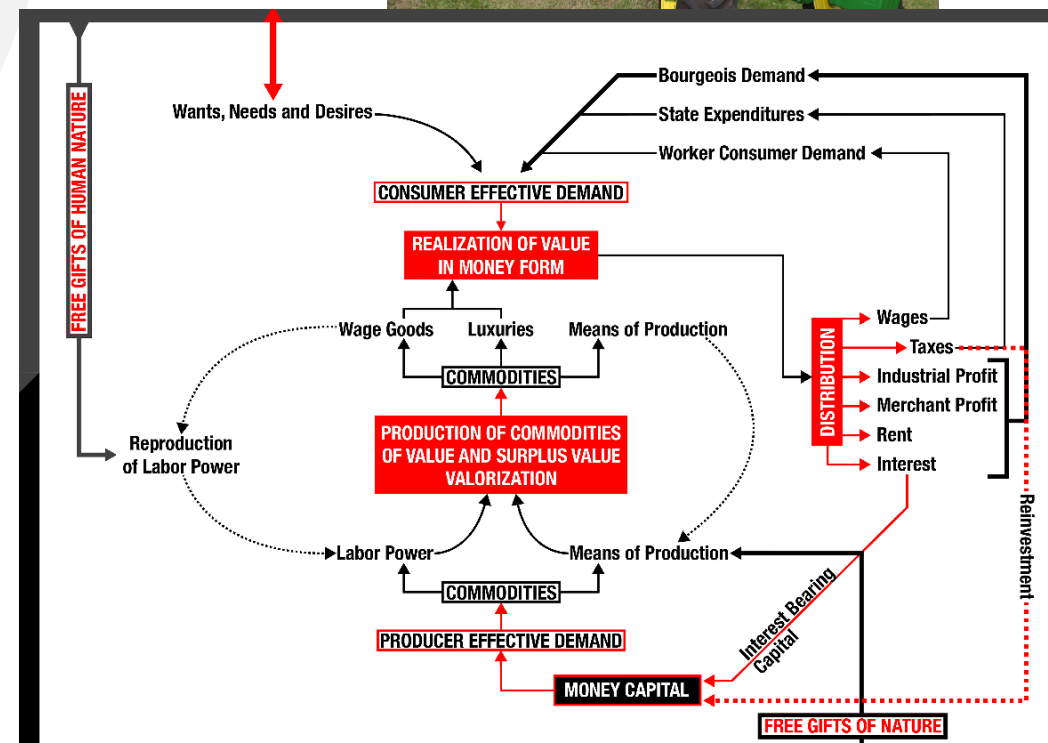 Bourgeois Demand
Wants, Needs and Desires
State Expenditures
Worker Consumer Demand
FREE GIFTS OF HUMAN NATURE
CONSUMER EFFECTIVE DEMAND
REALIZATION OF VALUE
IN MONEY FORM
Wage Goods
Luxuries
Means of Production
COMMODITIES
DISTRIBUTION
Wages
Taxes
Industrial Profit
Merchant Profit
Rent
Interest
Reproduction
of Labor Power
PRODUCTION OF COMMODITIES
OF VALUE AND SURPLUS VALUE
VALORIZATION
Reinvestment
Labor Power
Means of Production
COMMODITIES
Interest Bearing
Capital
PRODUCER EFFECTIVE DEMAND
MONEY CAPITAL
FREE GIFTS OF NATURE